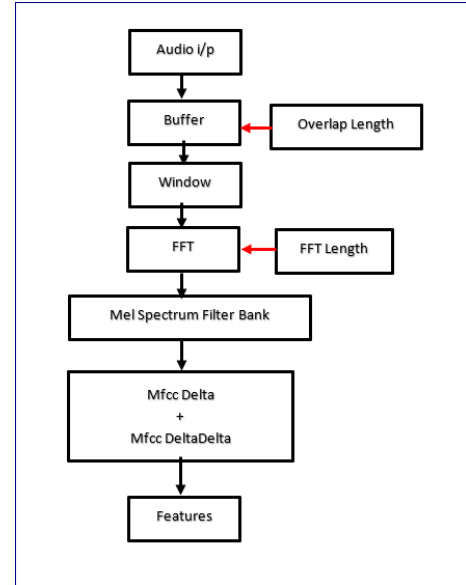 Audio i/p
Buffer
Overlap Length
Window
FFT
FFT Length
Mel Spectrum Filter Bank
Mfcc Delta
+
Mfcc DeltaDelta
Features